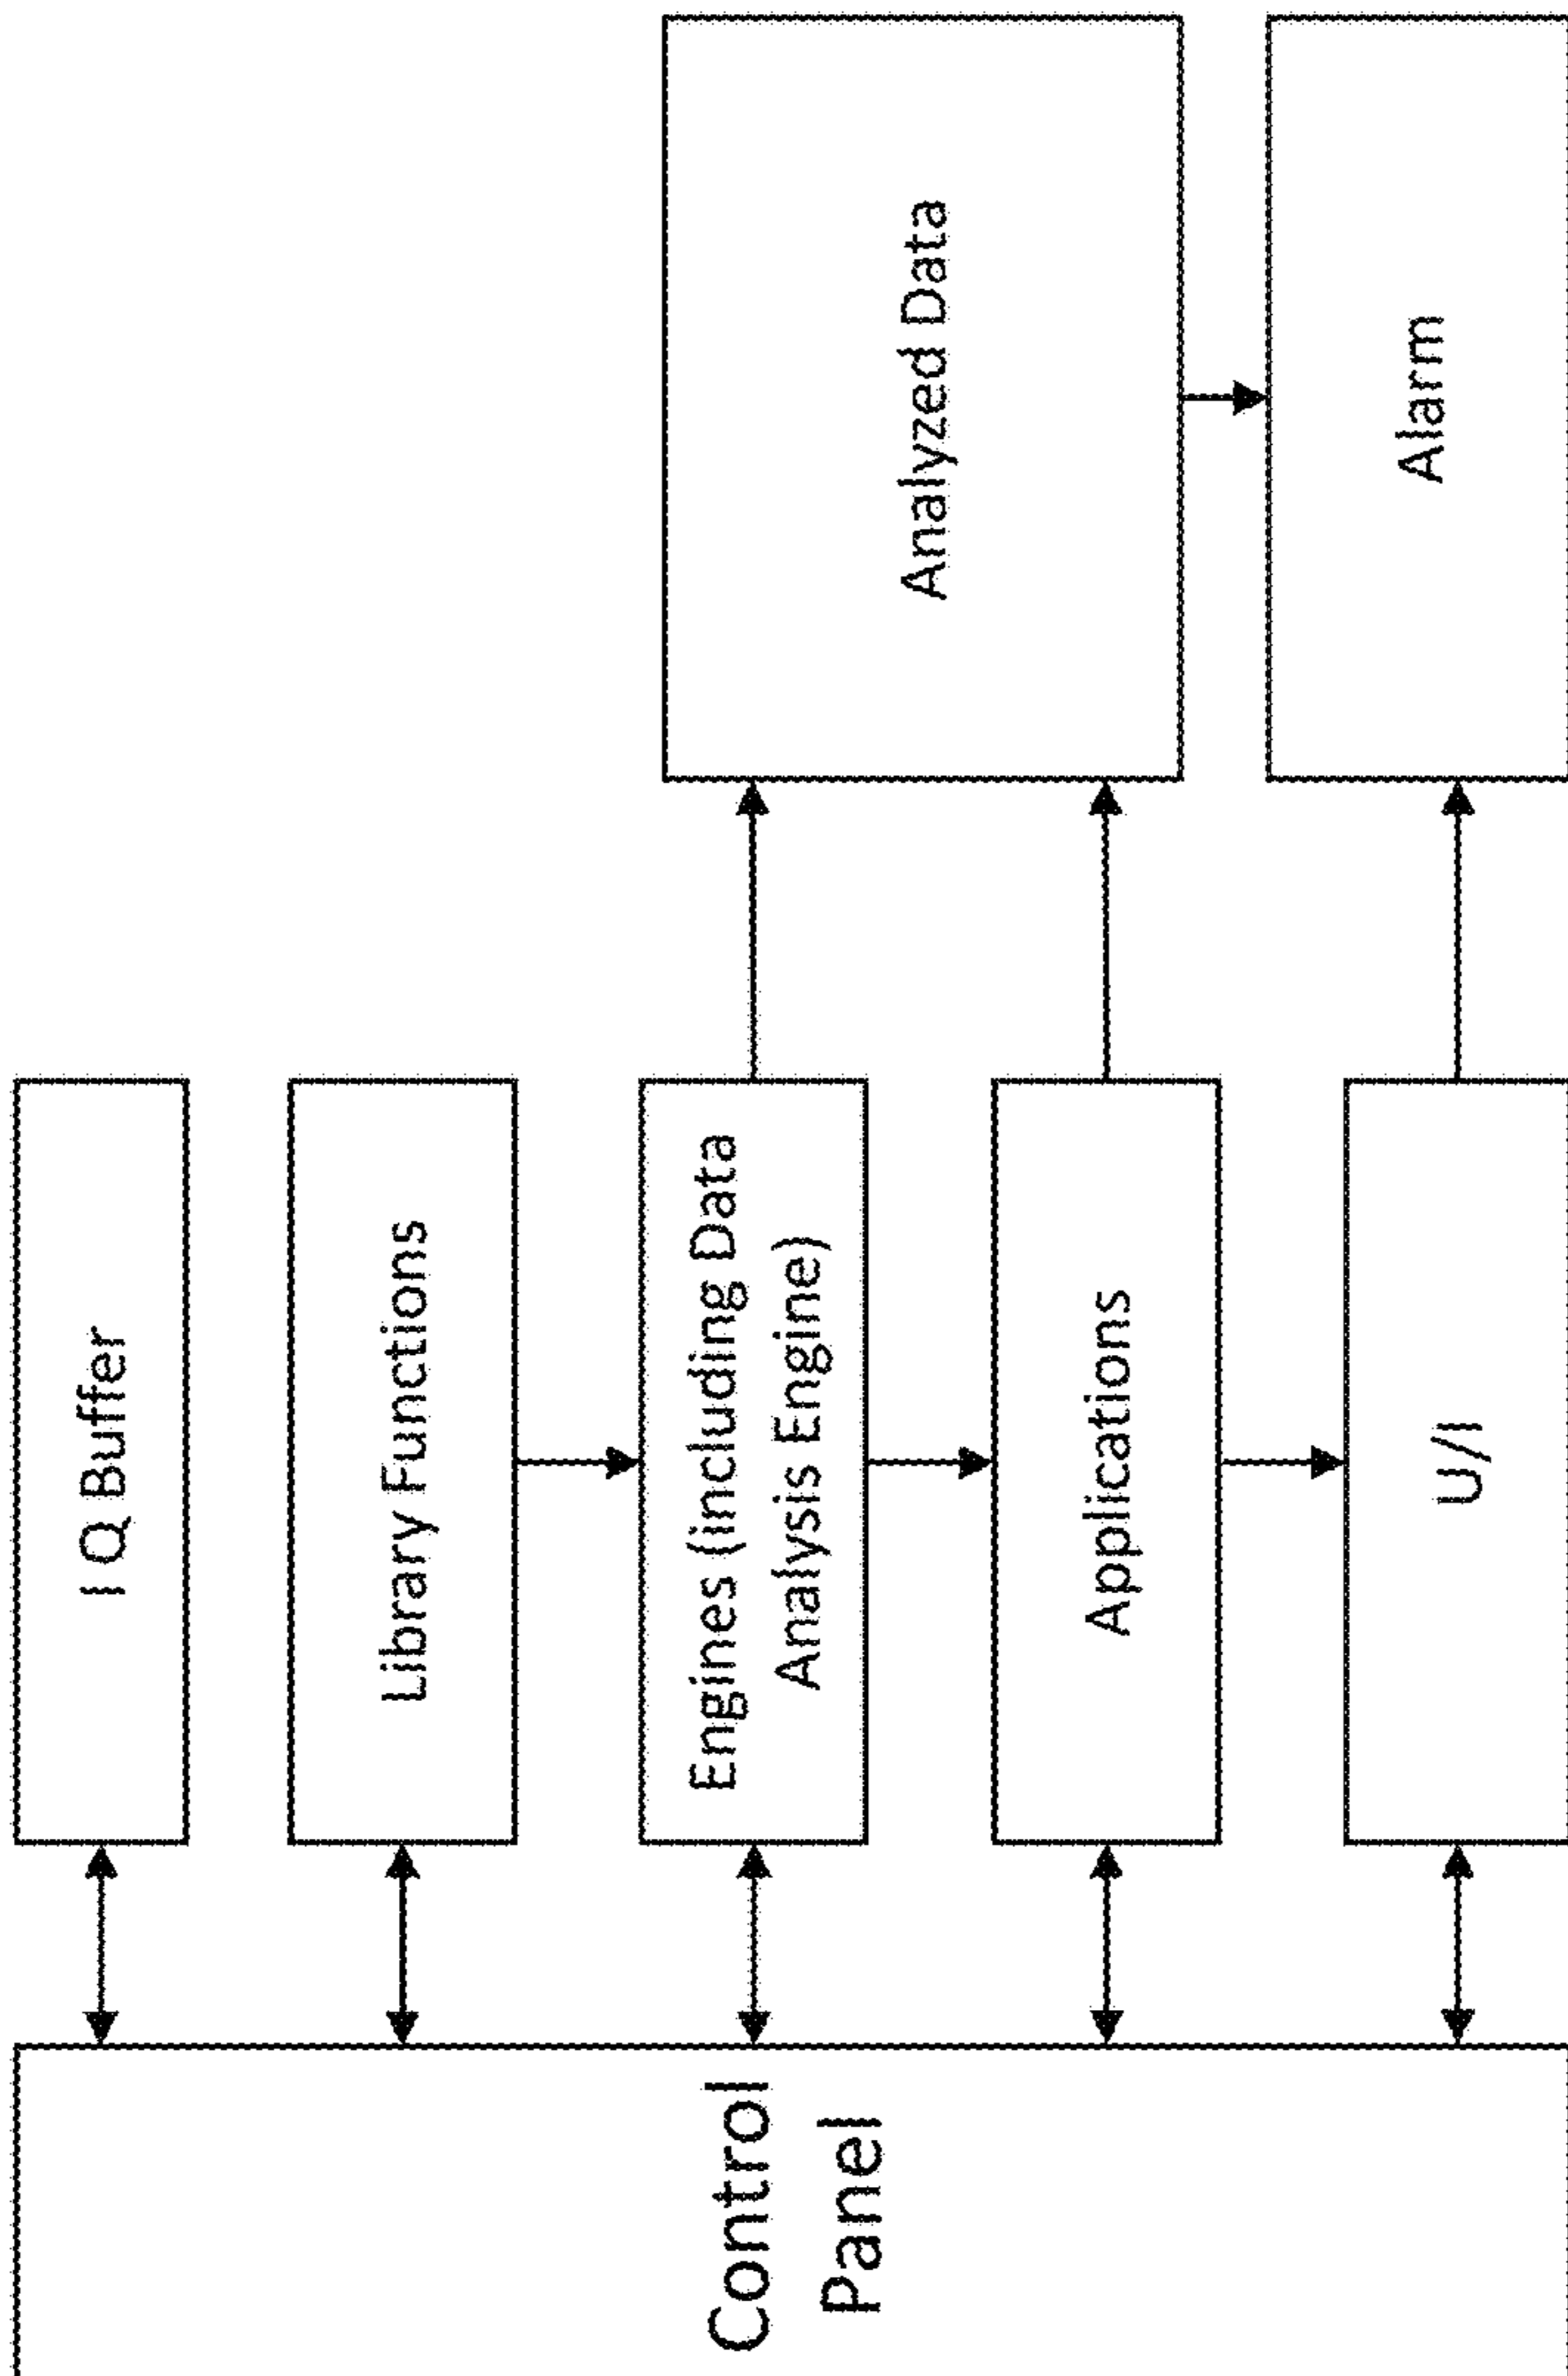 I Q Buffer
Library Functions
Engines (including Data
Analysis Engine)
Applications
U/I
Analyzed Data
Alarm
Control
Panel